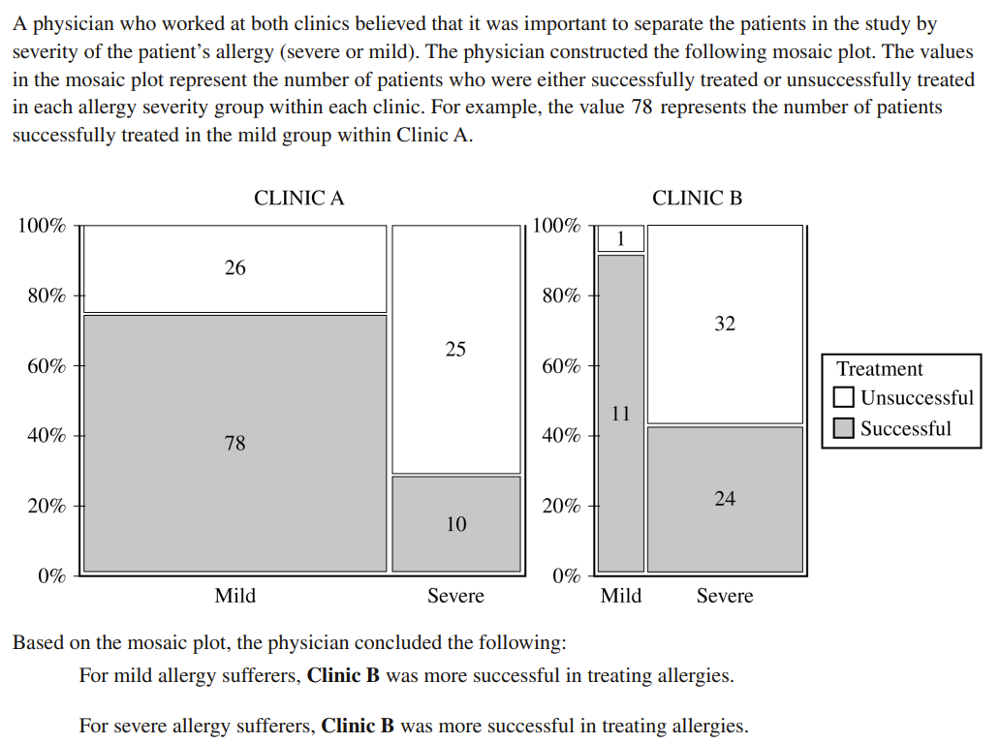 A physician who worked at both clinics believed that it was important to separate the patients in the study by
severity of the patient’s allergy (severe or mild). The physician constructed the following mosaic plot. The values
in the mosaic plot represent the number of patients who were either successfully treated or unsuccessfully treated
in each allergy severity group within each clinic. For example, the value 78 represents the number of patients
successfully treated in the mild group within Clinic A.
CLINIC A
100%
80%
60%
40%
20%
0%
26
78
25
10
Mild
Severe
CLINIC B
100%
80%
60%
40%
20%
0%
1
11
32
24
Mild
Severe
Treatment
Unsuccessful
Successful
Based on the mosaic plot, the physician concluded the following:
For mild allergy sufferers, Clinic B was more successful in treating allergies.
For severe allergy sufferers, Clinic B was more successful in treating allergies.